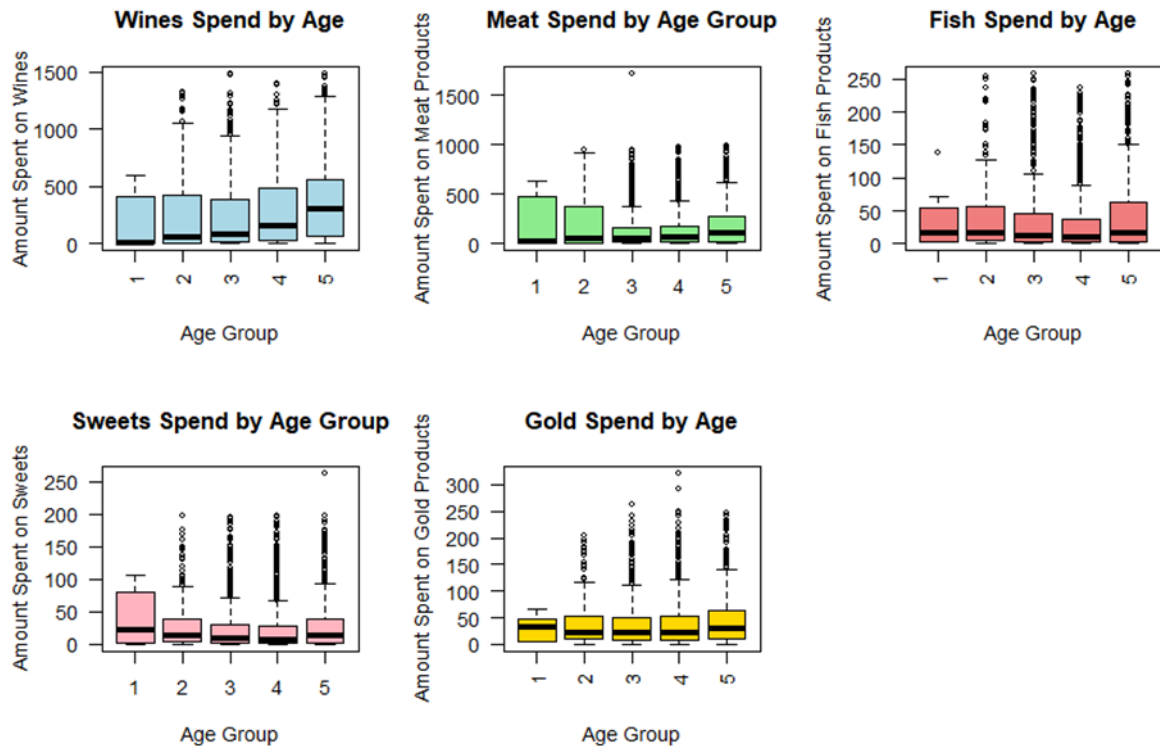 Wines Spend by Age
Amount Spent on Wines
1500
1000
500
0
1 2 3 4 5
Age Group
Meat Spend by Age Group
Amount Spent on Meat Products
1500
1000
500
0
1 2 3 4 5
Age Group
Fish Spend by Age
Amount Spent on Fish Products
250
200
150
100
50
0
1 2 3 4 5
Age Group
Sweets Spend by Age Group
Amount Spent on Sweets
250
200
150
100
50
0
1 2 3 4 5
Age Group
Gold Spend by Age
Amount Spent on Gold Products
300
250
200
150
100
50
0
1 2 3 4 5
Age Group